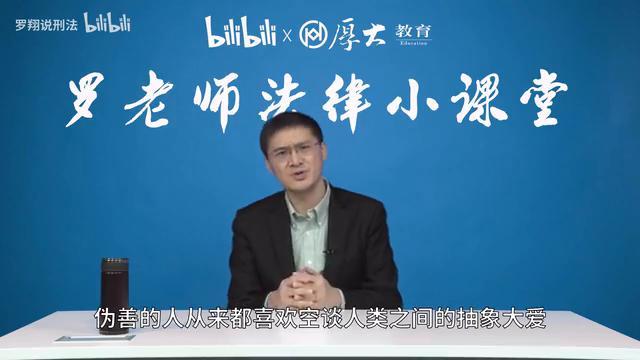 罗翔说刑法 bilibili
bilibili × 厚大教育
Education
罗老师法律小课堂
伪善的人从来都喜欢空谈人类之间的抽象大爱